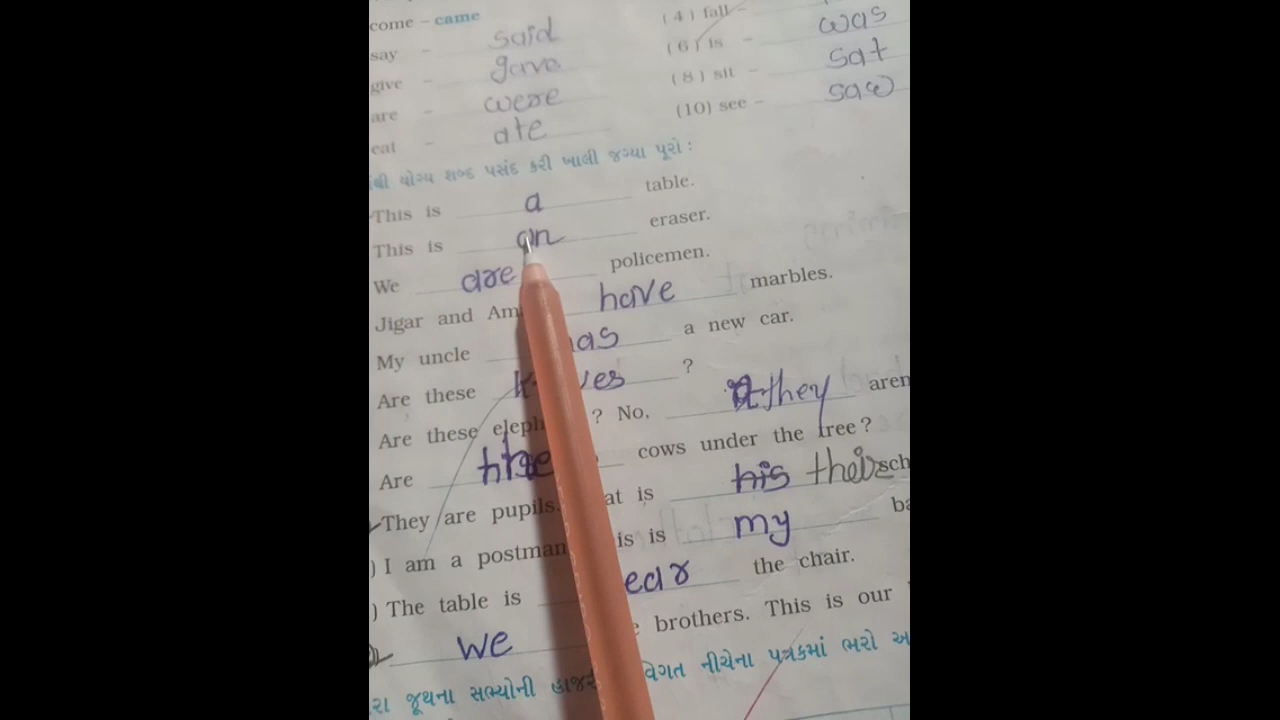 come - came (4) fall -
say - said (6) is - was
give - gave (8) sit - sat
are - were (10) see - saw
eat - ate
યોગ્ય શબ્દ પસંદ કરી ખાલી જગ્યા પૂરો :
This is a table.
This is an eraser.
We are policemen.
Jigar and have marbles.
My uncle has a new car.
Are these ?
Are these ? No, they
Are cows under the tree?
They are pupils. is his their
I am a postman is my
The table is the chair.
We brothers. This is our
જૂથના સભ્યોની વિગત નીચેના પત્રકમાં ભરો